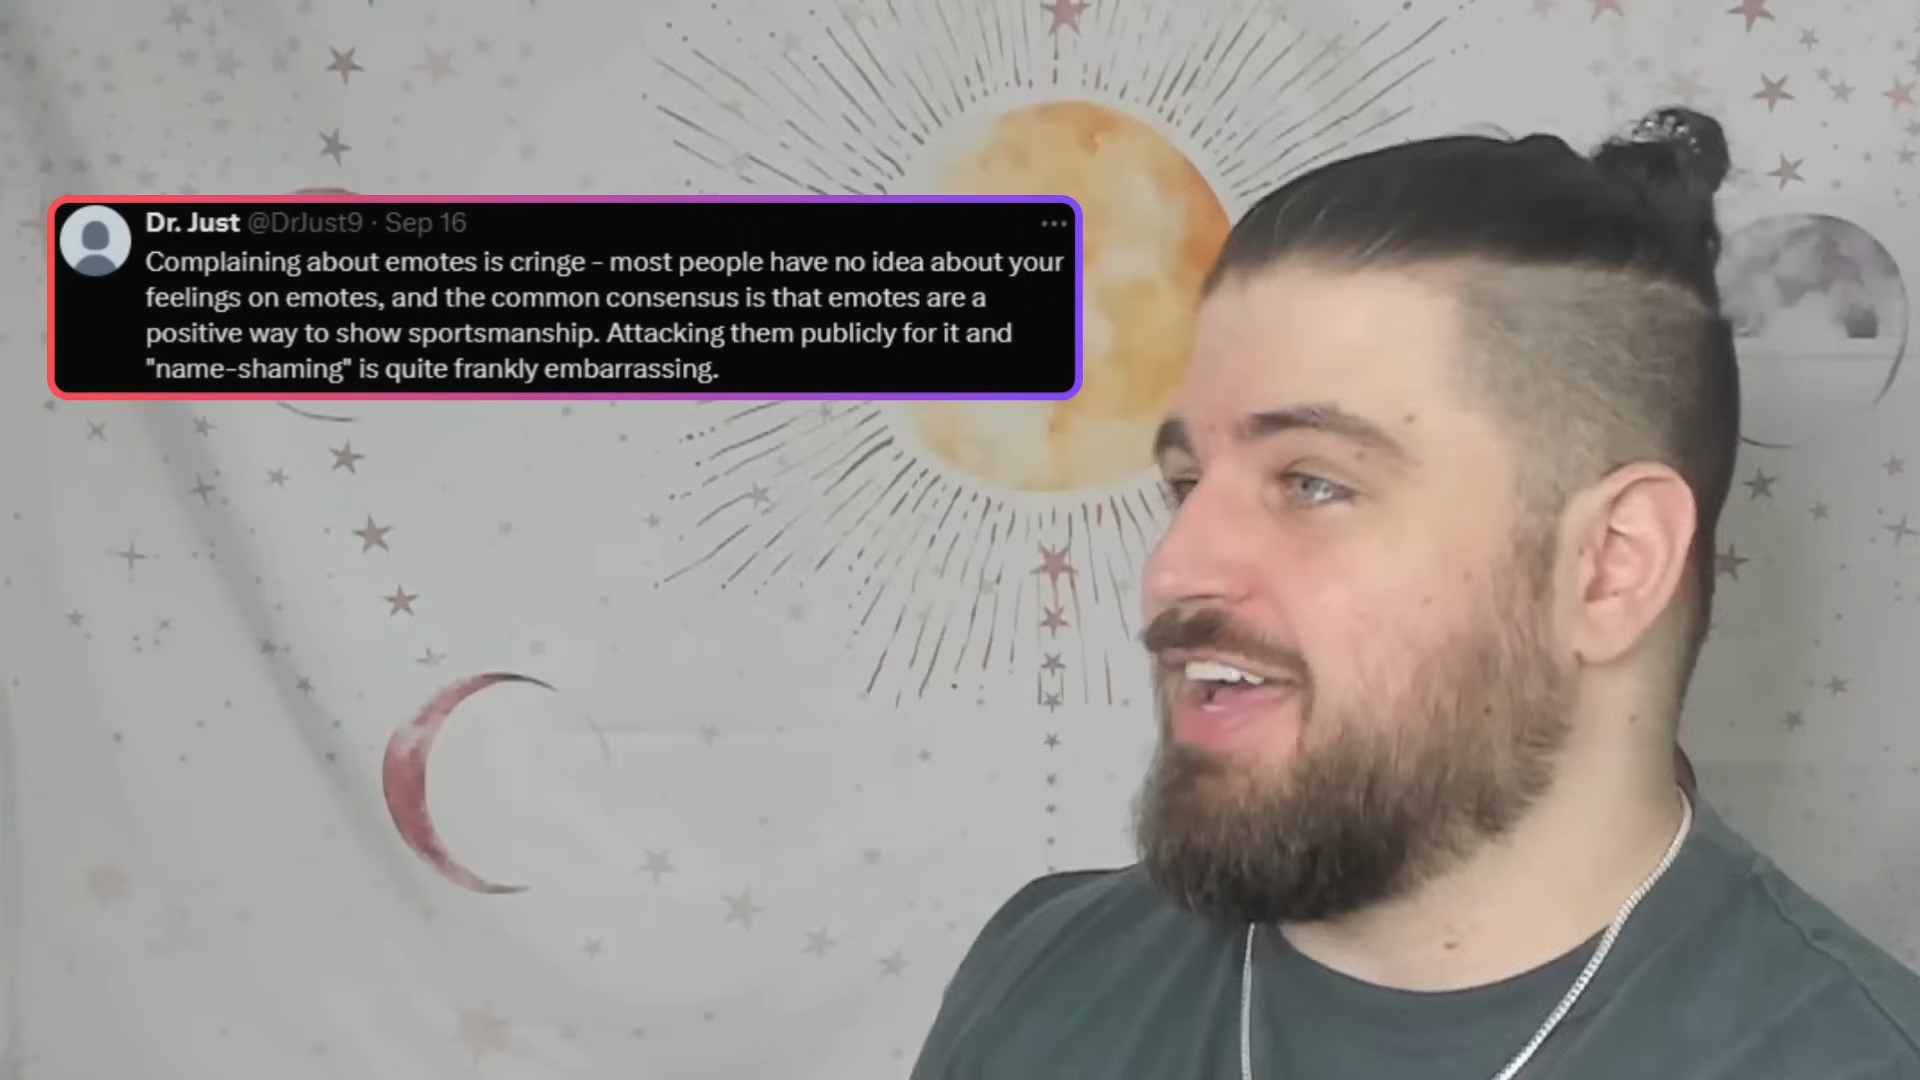 Dr. Just @DrJust9 · Sep 16
Complaining about emotes is cringe - most people have no idea about your
feelings on emotes, and the common consensus is that emotes are a
positive way to show sportsmanship. Attacking them publicly for it and
"name-shaming" is quite frankly embarrassing.